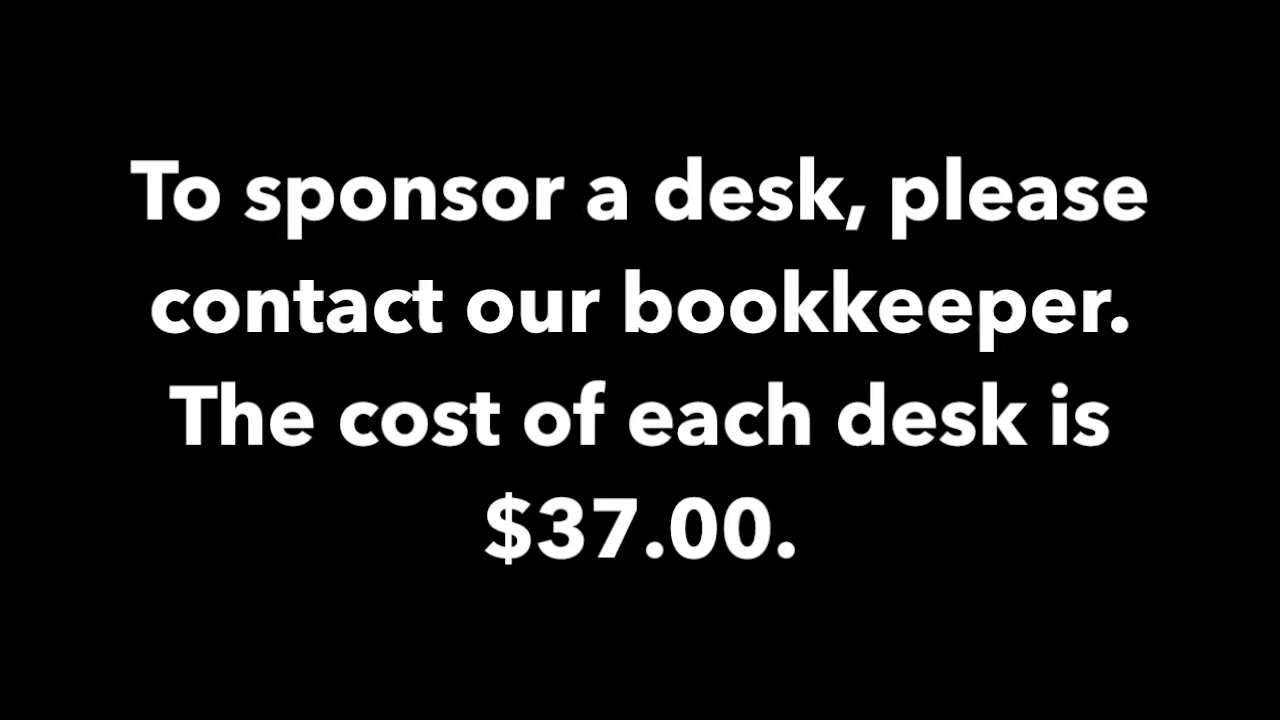 To sponsor a desk, please
contact our bookkeeper.
The cost of each desk is
$37.00.